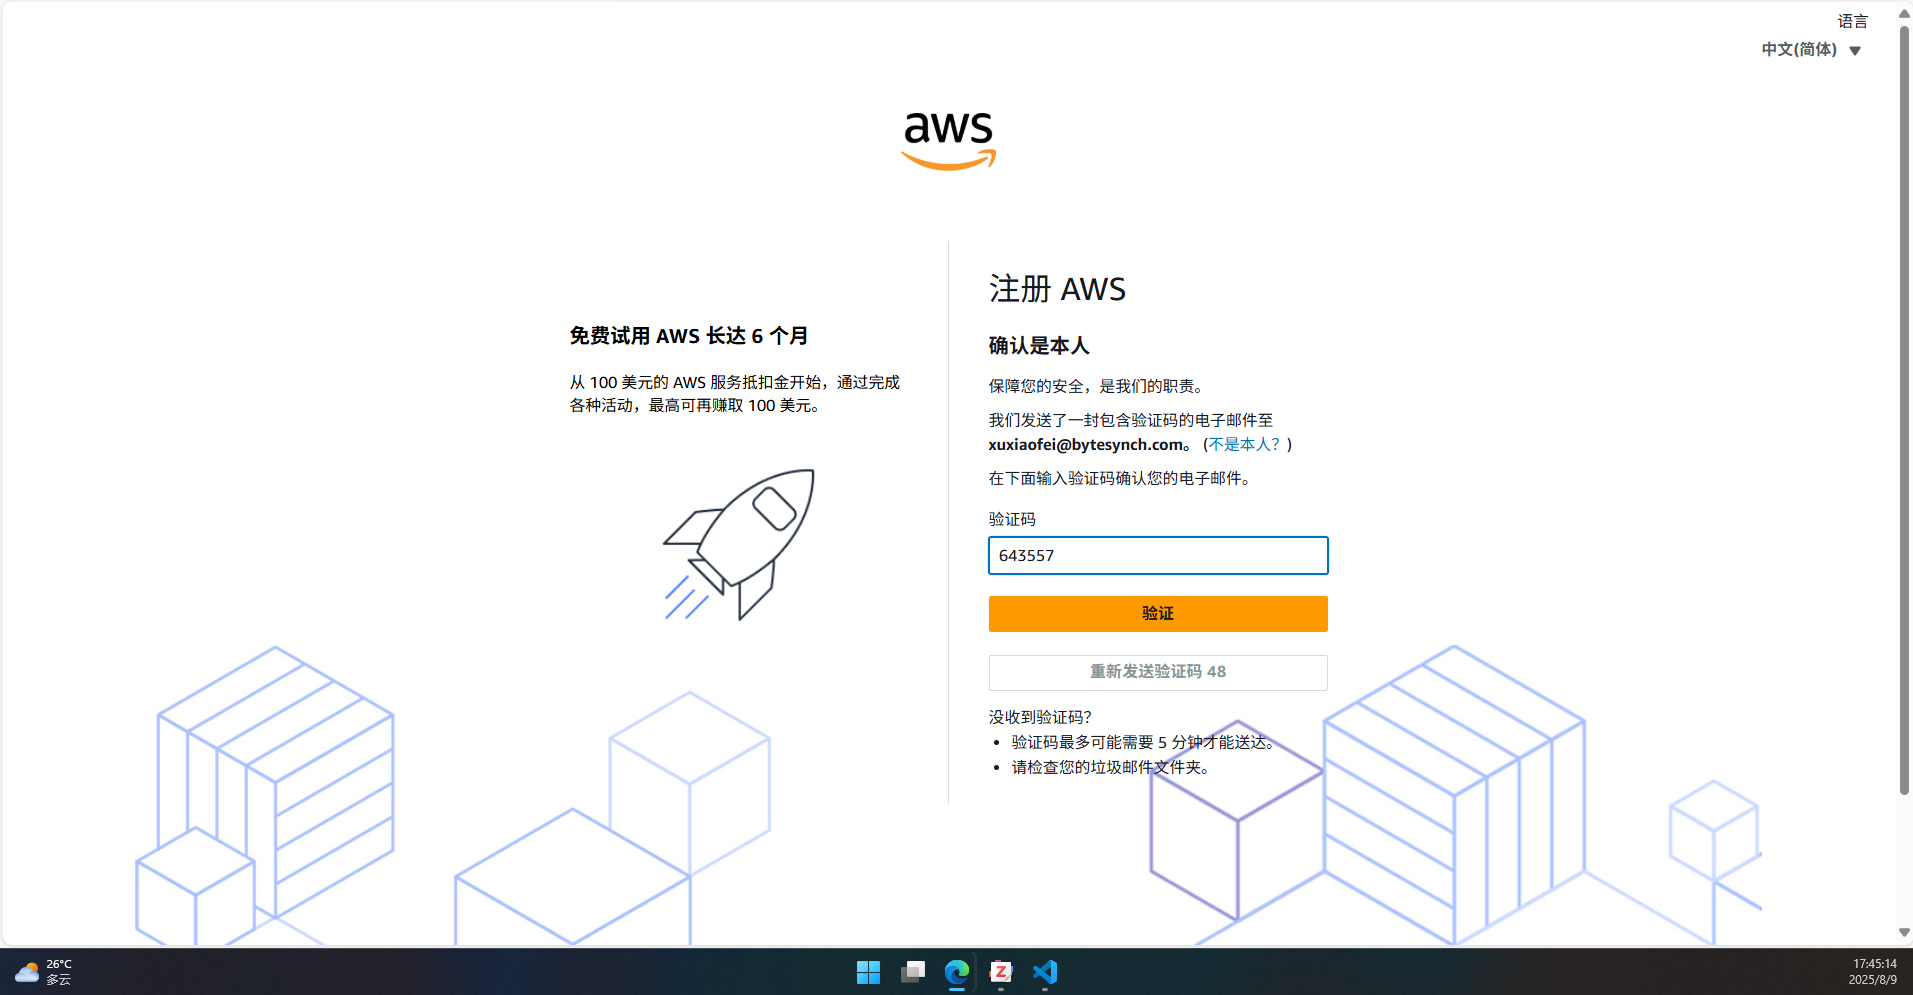 语言
中文(简体)
aws
免费试用 AWS 长达 6 个月
从 100 美元的 AWS 服务抵扣金开始，通过完成
各种活动，最高可再赚取 100 美元。
注册 AWS
确认是本人
保障您的安全，是我们的职责。
我们发送了一封包含验证码的电子邮件至
xuxiaofei@bytesynch.com。 (不是本人？)
在下面输入验证码确认您的电子邮件。
验证码
643557
验证
重新发送验证码 48
没收到验证码？
• 验证码最多可能需要 5 分钟才能送达。
• 请检查您的垃圾邮件文件夹。
26°C
多云
Z
17:45:14
2025/8/9